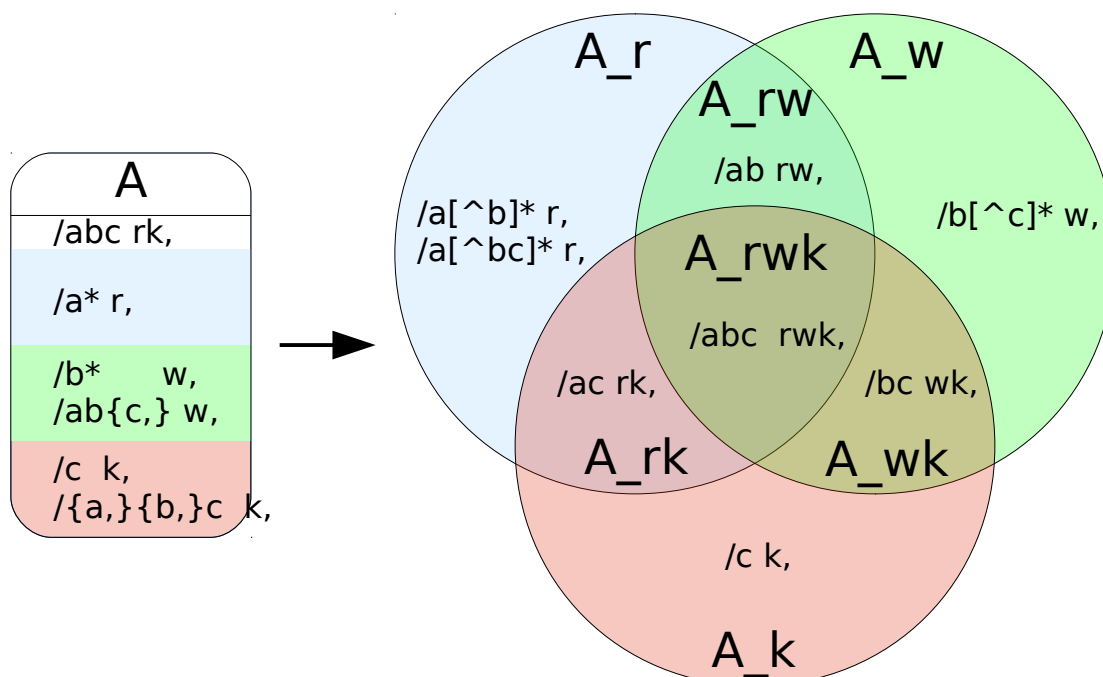 A
/abc rk,
/a* r,
/b* w,
/ab{c,} w,
/c k,
/{a,}{b,}c k,
A_r
A_w
A_rw
/ab rw,
/a[^b]* r,
/a[^bc]* r,
/b[^c]* w,
A_rwk
/abc rwk,
/ac rk,
/bc wk,
A_rk
A_wk
/c k,
A_k